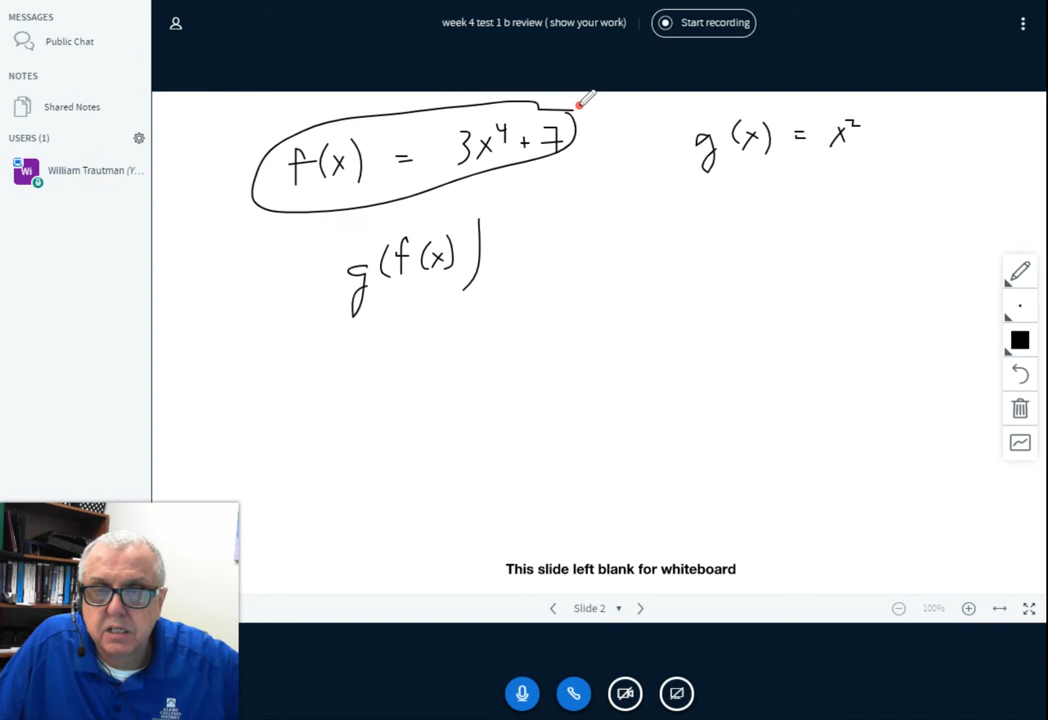 MESSAGES
Public Chat
NOTES
Shared Notes
USERS (1)
Wi
William Trautman (Y...
week 4 test 1 b review ( show your work)
Start recording
f(x) = 3x⁴ + 7
g(x) = x²
g(f(x))
This slide left blank for whiteboard
Slide 2
100%